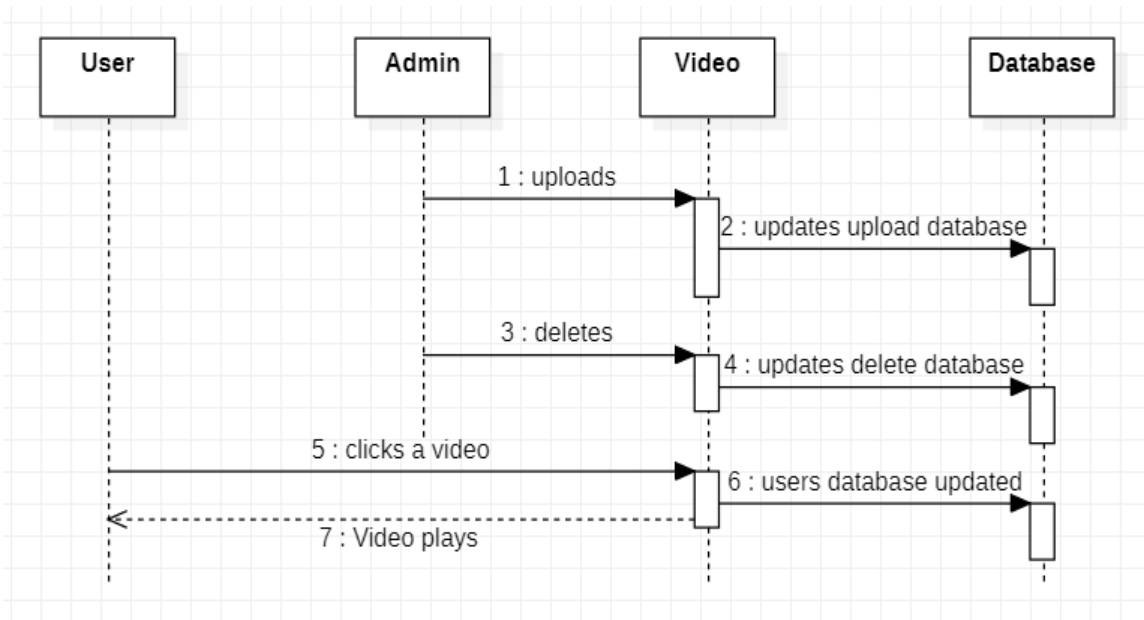 User
Admin
Video
Database
1 : uploads
2 : updates upload database
3 : deletes
4 : updates delete database
5 : clicks a video
6 : users database updated
7 : Video plays